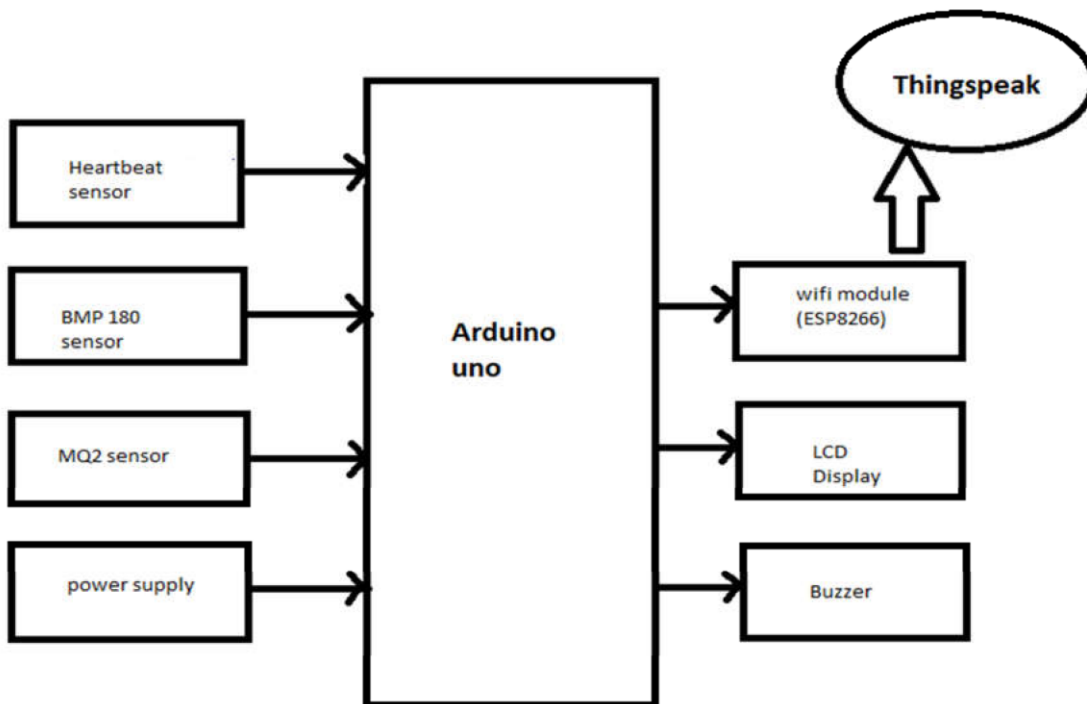 Thingspeak
Heartbeat
sensor
BMP 180
sensor
MQ2 sensor
power supply
Arduino
uno
wifi module
(ESP8266)
LCD
Display
Buzzer